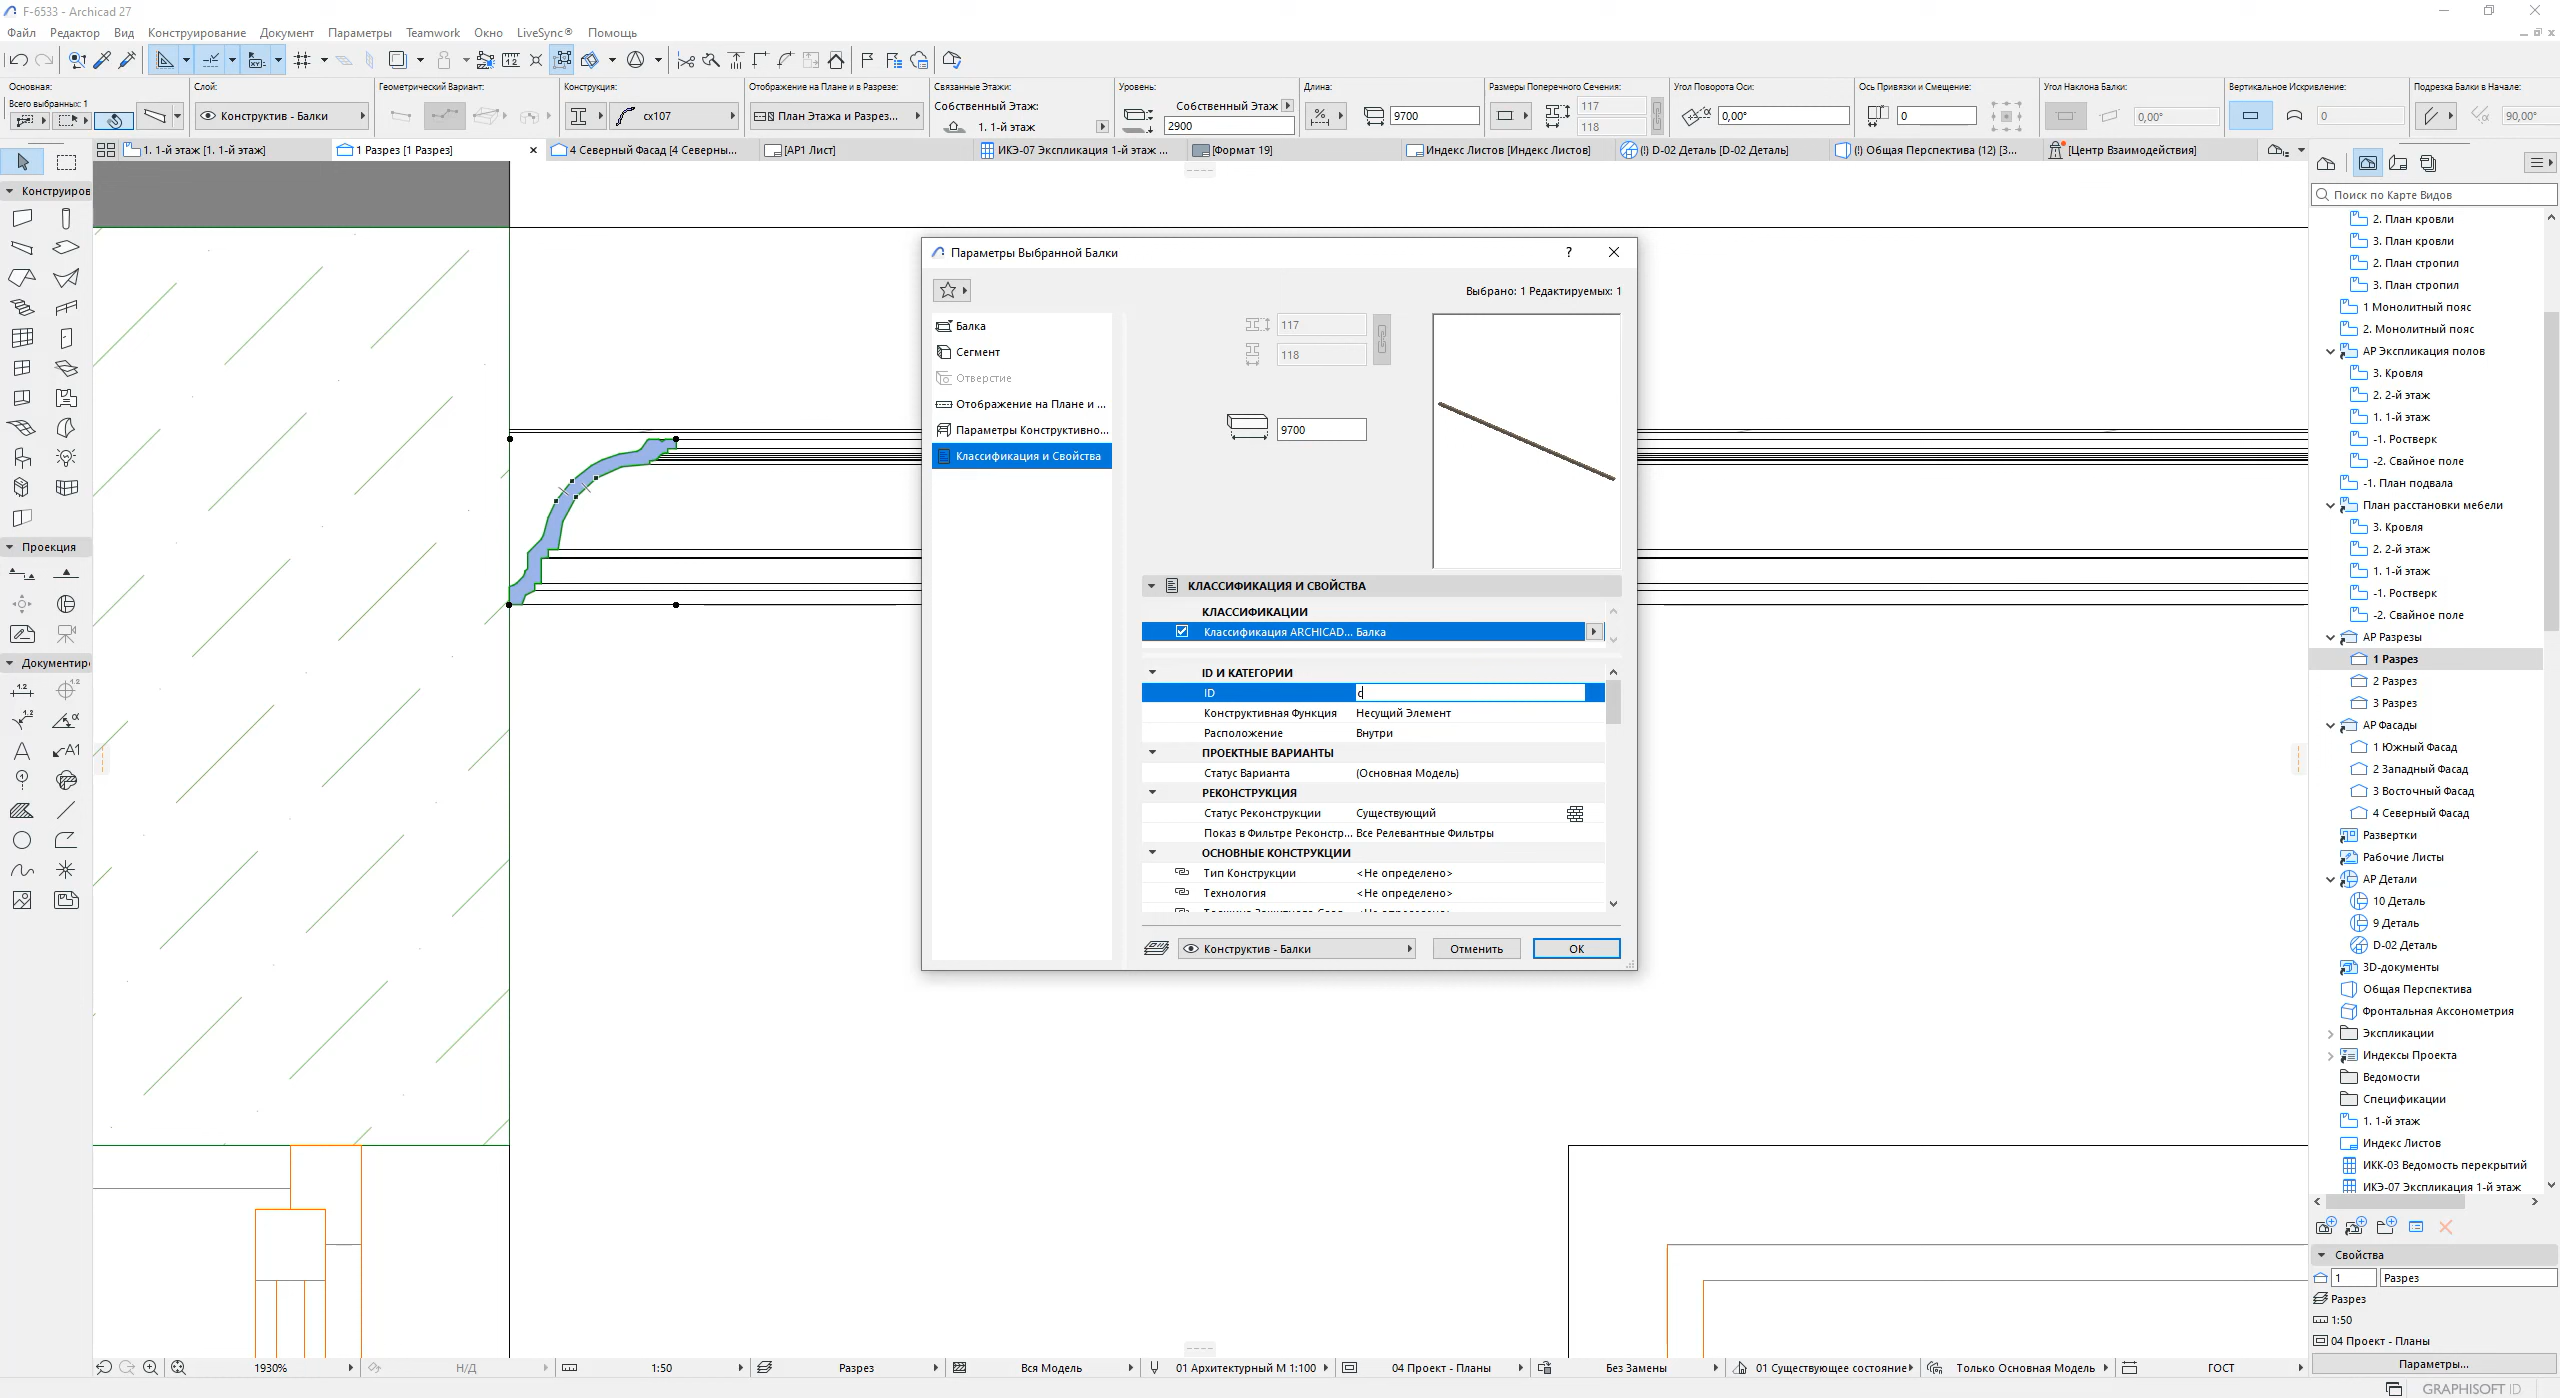 F-6533 - Archicad 27
Файл Редактор Вид Конструирование Документ Параметры Teamwork Окно LiveSync® Помощь
Основная: Слой: Геометрический Вариант: Конструкция: Отображение на Плане и в Разрезе: Связанные Этажи: Уровень: Длина: Размеры Поперечного Сечения: Угол Поворота Оси: Ось Привязки и Смещение: Угол Наклона Балки: Вертикальное Искривление: Подрезка Балки в Начале:
Всего выбранных: 1
Собственный Этаж: Собственный Этаж 117
Конструктив - Балки сх107 План Этажа и Разрез... 9700 0,00° 0 0,00° 0 90,00°
1. 1-й этаж 2900 118
1. 1-й этаж [1. 1-й этаж] 1 Разрез [1 Разрез] 4 Северный Фасад [4 Северны... [АР1 Лист] ИКЭ-07 Экспликация 1-й этаж ... [Формат 19] Индекс Листов [Индекс Листов] (!) D-02 Деталь [D-02 Деталь] (!) Общая Перспектива (12) [3... [Центр Взаимодействия]
Конструиров
Проекция
Документир
Параметры Выбранной Балки ?
Выбрано: 1 Редактируемых: 1
Балка
Сегмент
Отверстие
Отображение на Плане и ...
Параметры Конструктивно...
Классификация и Свойства
117
118
9700
КЛАССИФИКАЦИЯ И СВОЙСТВА
КЛАССИФИКАЦИИ
Классификация ARCHICAD... Балка
ID И КАТЕГОРИИ
ID с
Конструктивная Функция Несущий Элемент
Расположение Внутри
ПРОЕКТНЫЕ ВАРИАНТЫ
Статус Варианта (Основная Модель)
РЕКОНСТРУКЦИЯ
Статус Реконструкции Существующий
Показ в Фильтре Реконстр... Все Релевантные Фильтры
ОСНОВНЫЕ КОНСТРУКЦИИ
Тип Конструкции <Не определено>
Технология <Не определено>
Конструктив - Балки Отменить ОК
Поиск по Карте Видов
2. План кровли
3. План кровли
2. План стропил
3. План стропил
1 Монолитный пояс
2. Монолитный пояс
АР Экспликация полов
3. Кровля
2. 2-й этаж
1. 1-й этаж
-1. Ростверк
-2. Свайное поле
-1. План подвала
План расстановки мебели
3. Кровля
2. 2-й этаж
1. 1-й этаж
-1. Ростверк
-2. Свайное поле
АР Разрезы
1 Разрез
2 Разрез
3 Разрез
АР Фасады
1 Южный Фасад
2 Западный Фасад
3 Восточный Фасад
4 Северный Фасад
Развертки
Рабочие Листы
АР Детали
10 Деталь
9 Деталь
D-02 Деталь
3D-документы
Общая Перспектива
Фронтальная Аксонометрия
Экспликации
Индексы Проекта
Ведомости
Спецификации
1. 1-й этаж
Индекс Листов
ИКК-03 Ведомость перекрытий
ИКЭ-07 Экспликация 1-й этаж
Свойства
1 Разрез
Разрез
1:50
04 Проект - Планы
Параметры...
1930% Н/Д 1:50 Разрез Вся Модель 01 Архитектурный М 1:100 04 Проект - Планы Без Замены 01 Существующее состояние Только Основная Модель ГОСТ
GRAPHISOFT ID